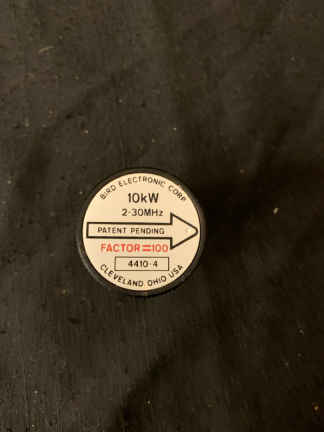 BIRD ELECTRONIC CORP.
10kW
2-30MHz
PATENT PENDING
FACTOR=100
4410-4
CLEVELAND, OHIO USA